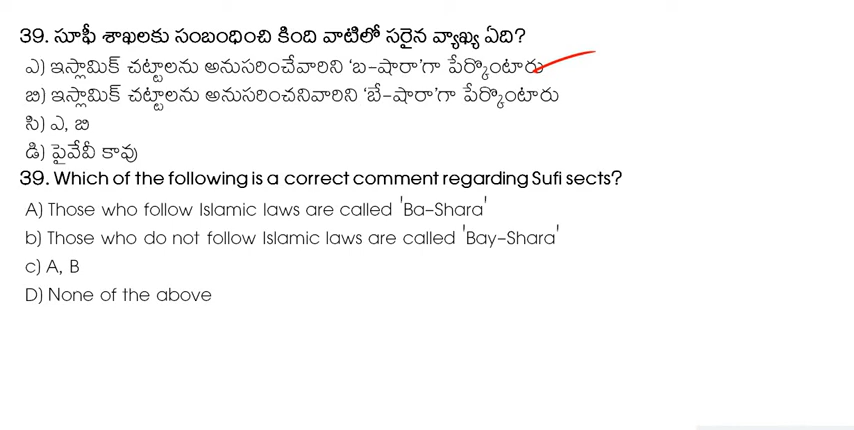 39. సూఫీ శాఖలకు సంబంధించి కింది వాటిలో సరైన వ్యాఖ్య ఏది?
ఎ) ఇస్లామిక్ చట్టాలను అనుసరించేవారిని ‘బ-షారా’గా పేర్కొంటారు
బి) ఇస్లామిక్ చట్టాలను అనుసరించనివారిని ‘బే-షారా’గా పేర్కొంటారు
సి) ఎ, బి
డి) పైవేవీ కావు
39. Which of the following is a correct comment regarding Sufi sects?
A) Those who follow Islamic laws are called 'Ba-Shara'
b) Those who do not follow Islamic laws are called 'Bay-Shara'
c) A, B
D) None of the above